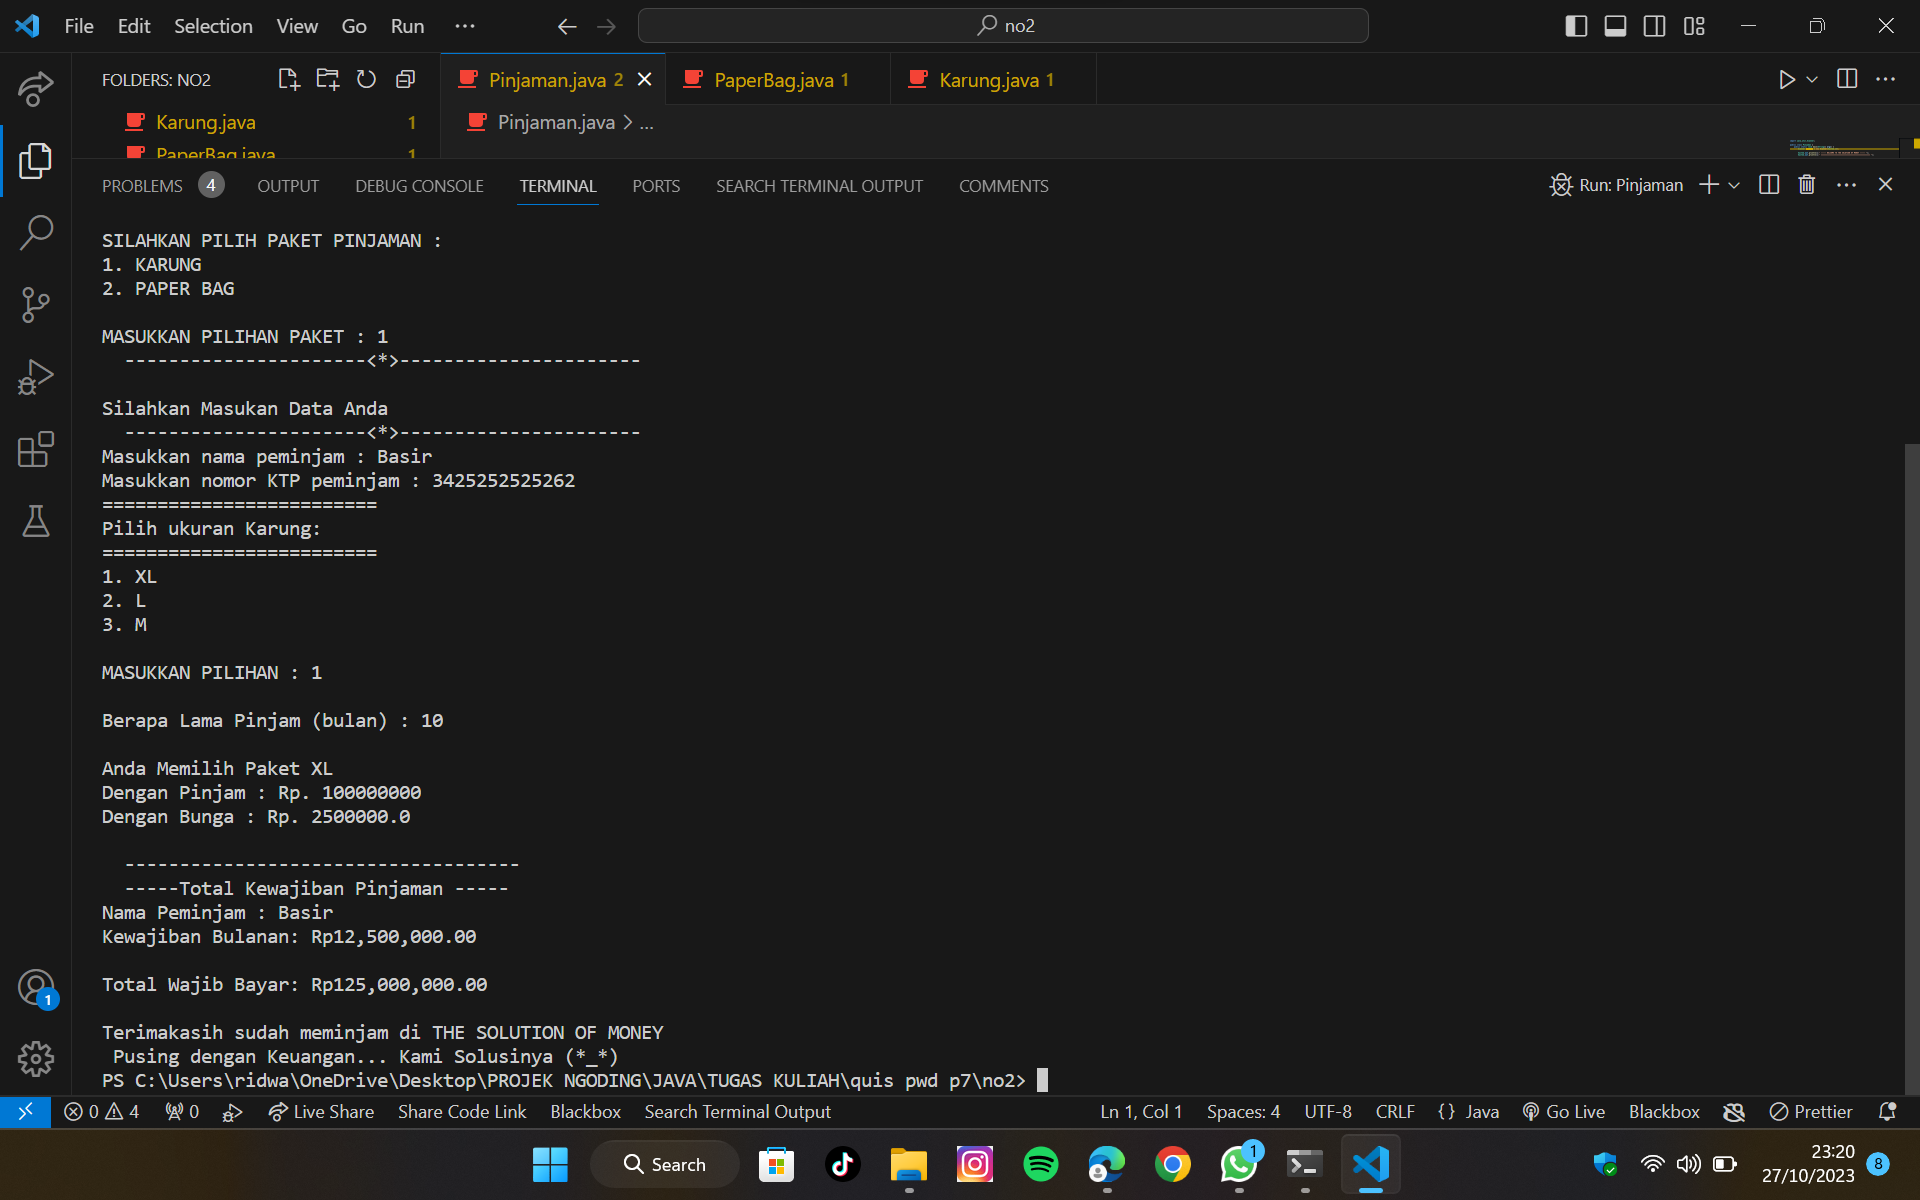 File Edit Selection View Go Run ...
no2
FOLDERS: NO2
Pinjaman.java 2
PaperBag.java 1
Karung.java 1
Karung.java 1
Pinjaman.java > ...
PaperBag.java 1
PROBLEMS 4 OUTPUT DEBUG CONSOLE TERMINAL PORTS SEARCH TERMINAL OUTPUT COMMENTS
Run: Pinjaman
SILAHKAN PILIH PAKET PINJAMAN :
1. KARUNG
2. PAPER BAG
MASUKKAN PILIHAN PAKET : 1
----------------------<*>----------------------
Silahkan Masukan Data Anda
----------------------<*>----------------------
Masukkan nama peminjam : Basir
Masukkan nomor KTP peminjam : 3425252525262
=========================
Pilih ukuran Karung:
=========================
1. XL
2. L
3. M
MASUKKAN PILIHAN : 1
Berapa Lama Pinjam (bulan) : 10
Anda Memilih Paket XL
Dengan Pinjam : Rp. 100000000
Dengan Bunga : Rp. 2500000.0
------------------------------------
-----Total Kewajiban Pinjaman -----
Nama Peminjam : Basir
Kewajiban Bulanan: Rp12,500,000.00
Total Wajib Bayar: Rp125,000,000.00
Terimakasih sudah meminjam di THE SOLUTION OF MONEY
Pusing dengan Keuangan... Kami Solusinya (*_*)
PS C:\Users\ridwa\OneDrive\Desktop\PROJEK NGODING\JAVA\TUGAS KULIAH\quis pwd p7\no2>
1
0 4 0 Live Share Share Code Link Blackbox Search Terminal Output Ln 1, Col 1 Spaces: 4 UTF-8 CRLF {} Java Go Live Blackbox Prettier
Search
1
23:20
27/10/2023
8